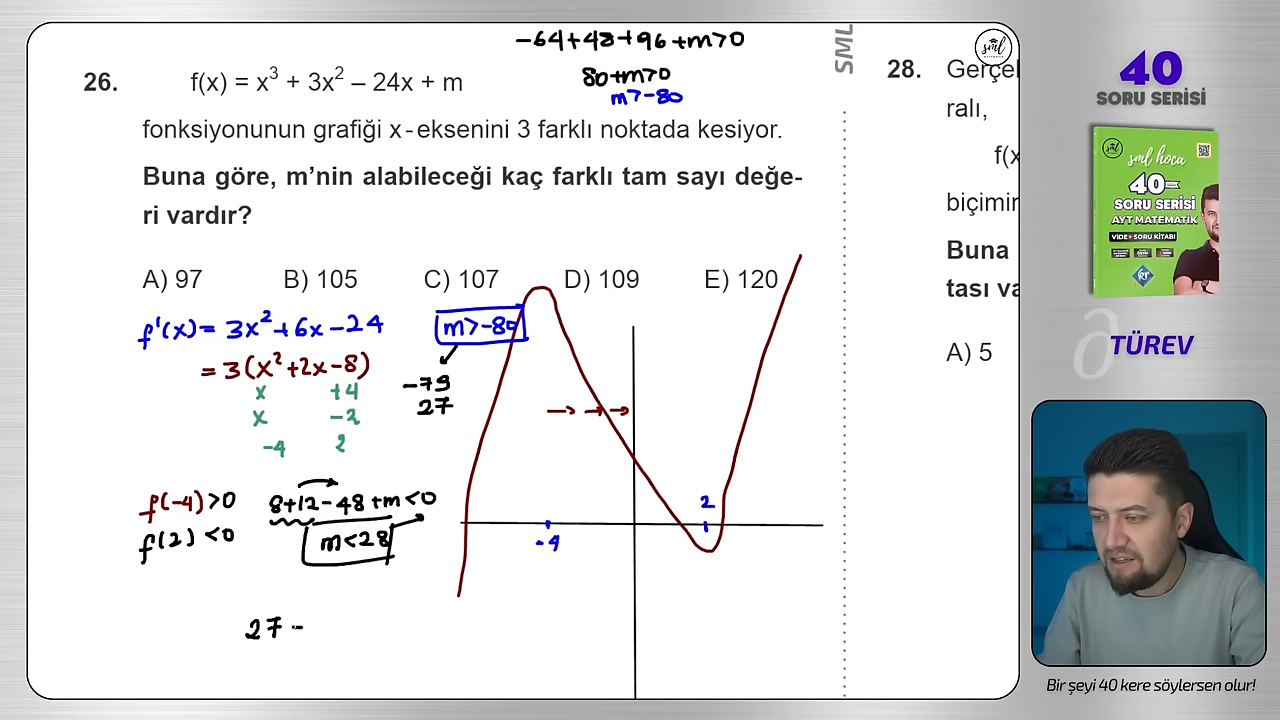 -64+48+96+m>0
80+m>0
m>-80
26. f(x) = x³ + 3x² – 24x + m
fonksiyonunun grafiği x-eksenini 3 farklı noktada kesiyor.
Buna göre, m’nin alabileceği kaç farklı tam sayı değe-
ri vardır?
A) 97 B) 105 C) 107 D) 109 E) 120
f'(x) = 3x²+6x-24
= 3(x²+2x-8)
x +4
x -2
-4 2
m>-80
-79
27
f(-4)>0
f(2)<0
8+12-48+m<0
m<28
27 -
2
-4
SML
sml
28. Gerçel
ralı,
f(x
biçimin
Buna
tası va
A) 5
40
SORU SERİSİ
sml hoca
40
SORU SERİSİ
AYT MATEMATİK
VİDEO SORU KİTABI
∂
TÜREV
Bir şeyi 40 kere söylersen olur!